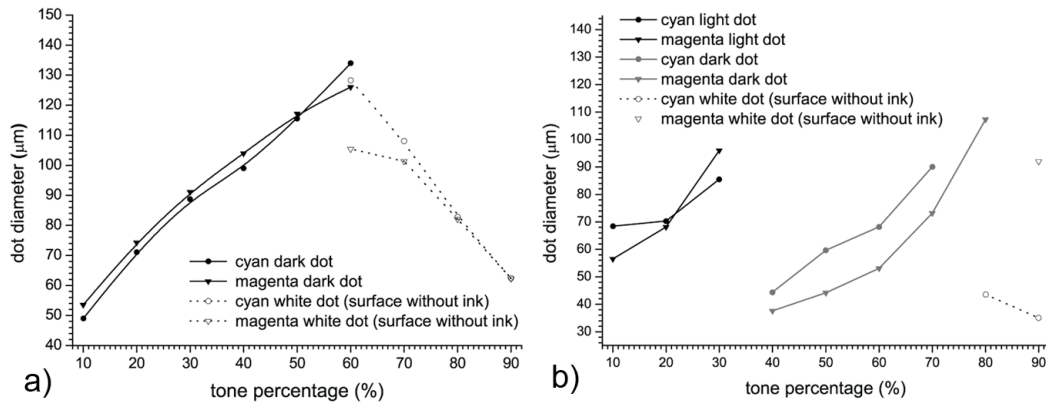 150
140
130
120
110
100
90
80
70
60
50
40
dot diameter (μm)
cyan dark dot
magenta dark dot
cyan white dot (surface without ink)
magenta white dot (surface without ink)
10 20 30 40 50 60 70 80 90
tone percentage (%)
a)
140
130
120
110
100
90
80
70
60
50
40
30
dot diameter (μm)
cyan light dot
magenta light dot
cyan dark dot
magenta dark dot
cyan white dot (surface without ink)
magenta white dot (surface without ink)
10 20 30 40 50 60 70 80 90
tone percentage (%)
b)